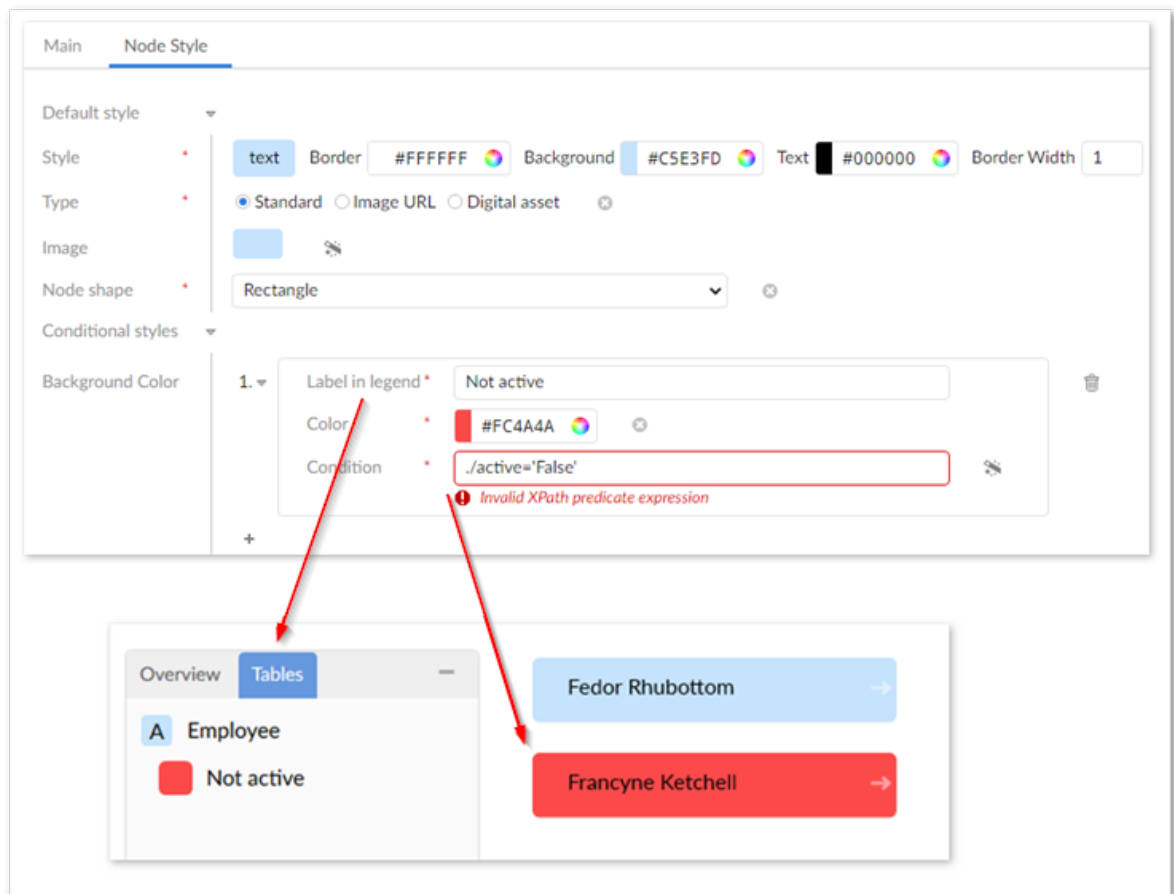 Main Node Style
Default style
Style * text Border #FFFFFF Background #C5E3FD Text #000000 Border Width 1
Type * Standard Image URL Digital asset
Image
Node shape * Rectangle
Conditional styles
Background Color 1. Label in legend * Not active
Color * #FC4A4A
Condition * ./active='False'
Invalid XPath predicate expression
+
Overview Tables
A Employee
Not active
Fedor Rhubottom
Francyne Ketchell